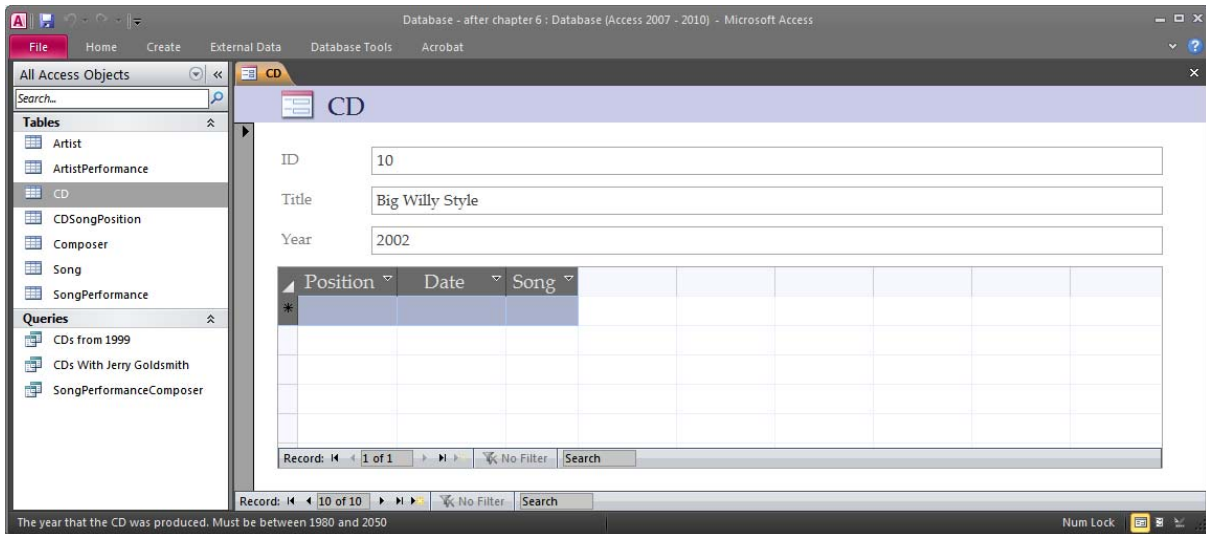 Database - after chapter 6 : Database (Access 2007 - 2010) - Microsoft Access
File Home Create External Data Database Tools Acrobat
All Access Objects
Search...
Tables
Artist
ArtistPerformance
CD
CDSongPosition
Composer
Song
SongPerformance
Queries
CDs from 1999
CDs With Jerry Goldsmith
SongPerformanceComposer
CD
CD
ID 10
Title Big Willy Style
Year 2002
Position Date Song
Record: 1 of 1 No Filter Search
Record: 10 of 10 No Filter Search
The year that the CD was produced. Must be between 1980 and 2050 Num Lock